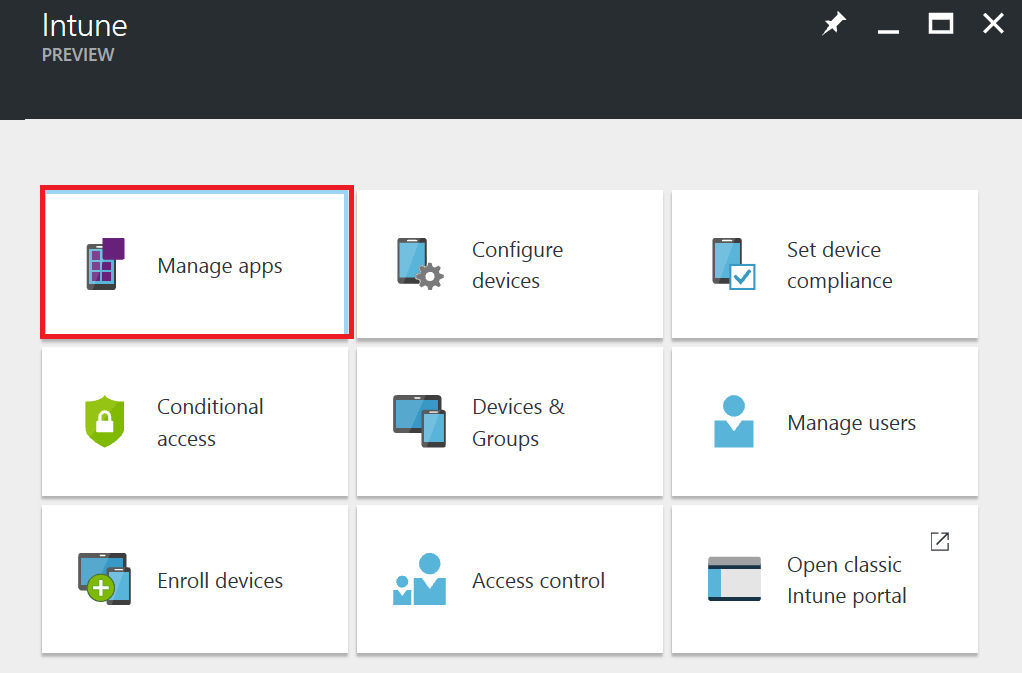 Intune
PREVIEW
Manage apps
Configure
devices
Set device
compliance
Conditional
access
Devices &
Groups
Manage users
Enroll devices
Access control
Open classic
Intune portal